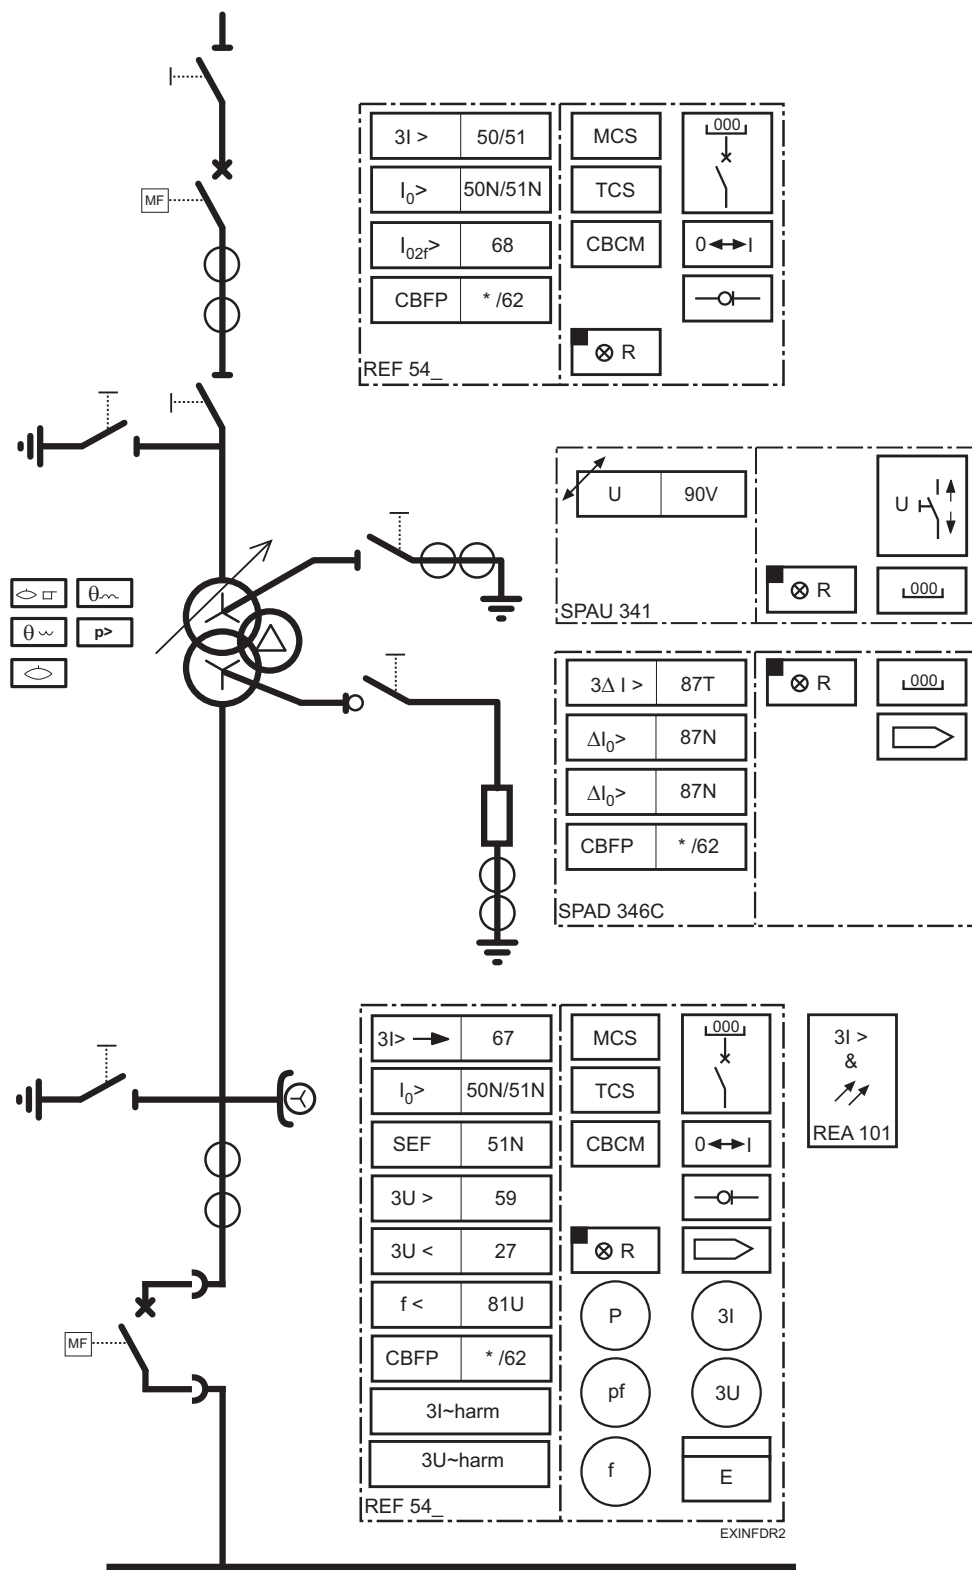 3I > 50/51 MCS 000
MF
I0> 50N/51N TCS
I02f> 68 CBCM 0 I
CBFP * /62
R
REF 54_
U 90V U I
R 000
SPAU 341
θ
θ p>
3Δ I > 87T R 000
ΔI0> 87N
ΔI0> 87N
CBFP * /62
SPAD 346C
3I> 67 MCS 000
3I >
&
REA 101
I0> 50N/51N TCS
SEF 51N CBCM 0 I
3U > 59
3U < 27 R
f < 81U P 3I
MF
CBFP * /62
pf 3U
3I~harm
3U~harm f E
REF 54_
EXINFDR2